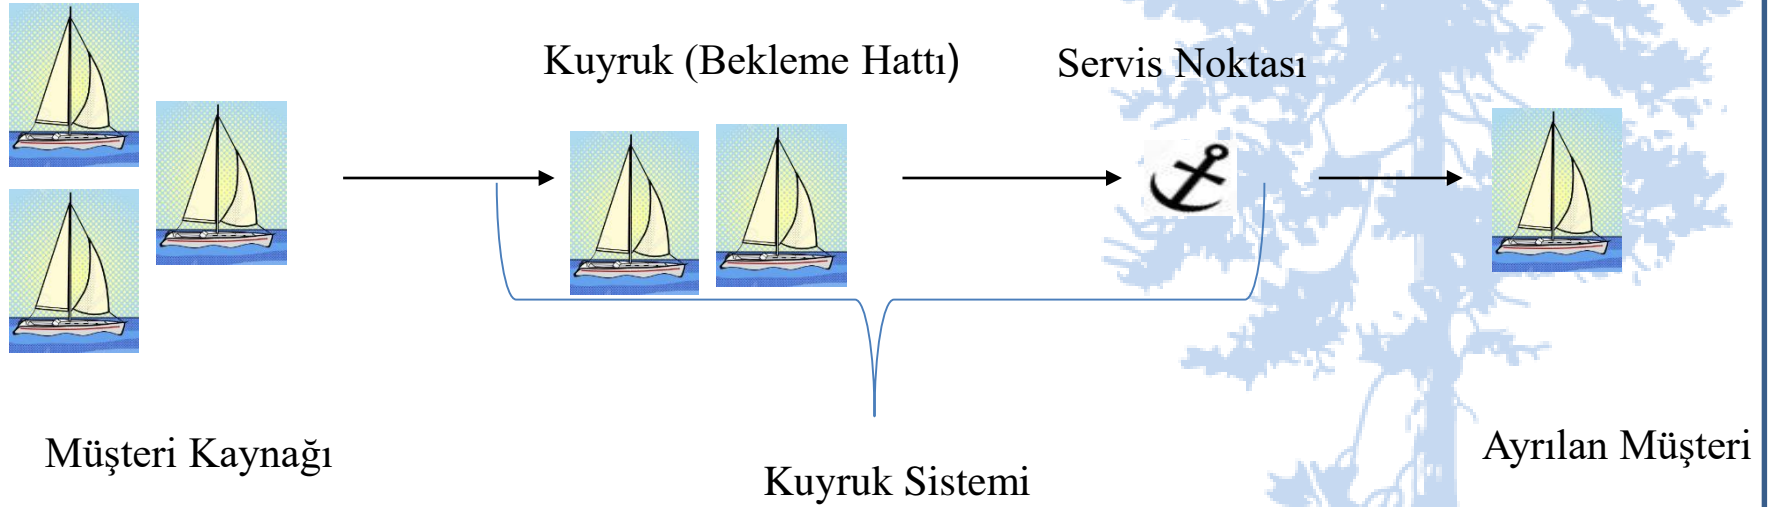 Kuyruk (Bekleme Hattı)
Servis Noktası
Müşteri Kaynağı
Kuyruk Sistemi
Ayrılan Müşteri